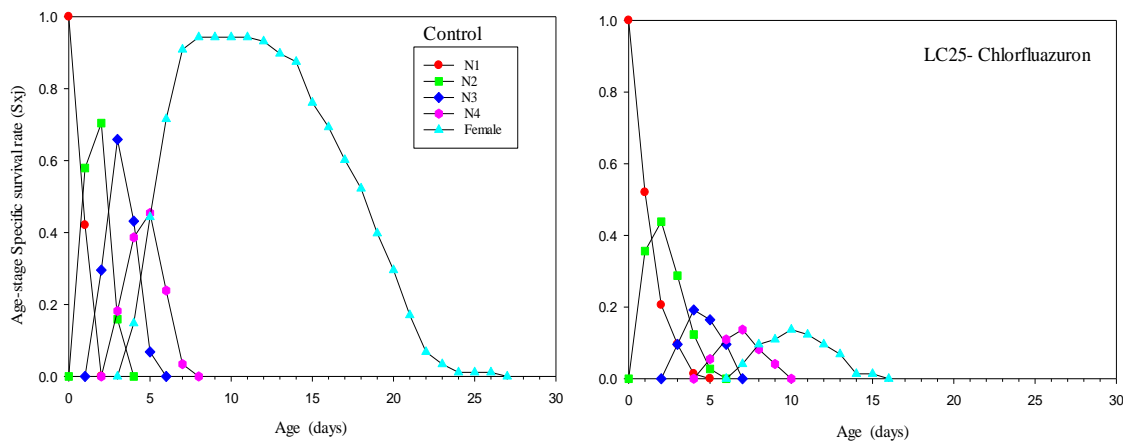 Age-stage Specific survival rate (Sxj)
1.0
0.8
0.6
0.4
0.2
0.0
0
5
10
15
20
25
30
Age (days)
Control
N1
N2
N3
N4
Female
1.0
0.8
0.6
0.4
0.2
0.0
0
5
10
15
20
25
30
Age (days)
LC25- Chlorfluazuron